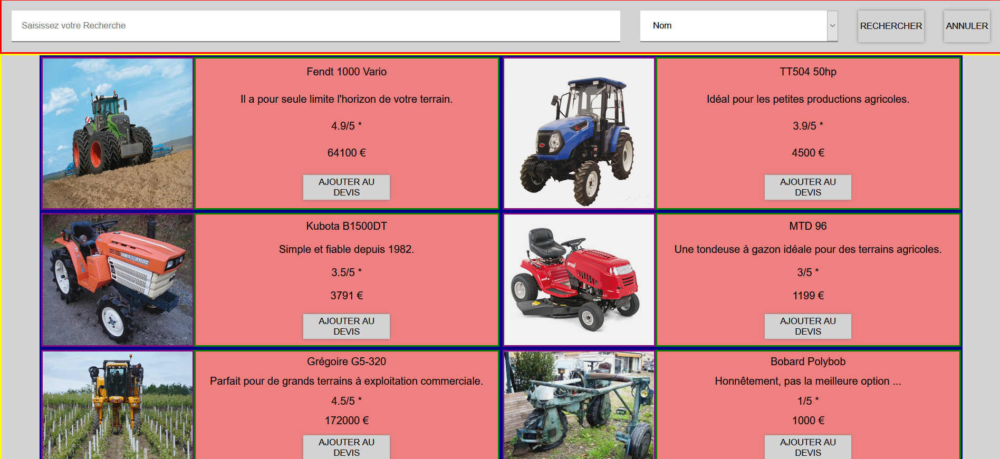 Saisissez votre Recherche
Nom
RECHERCHER
ANNULER
Fendt 1000 Vario
Il a pour seule limite l'horizon de votre terrain.
4.9/5 *
64100 €
AJOUTER AU
DEVIS
TT504 50hp
Idéal pour les petites productions agricoles.
3.9/5 *
4500 €
AJOUTER AU
DEVIS
KUBOTA B1500
Kubota B1500DT
Simple et fiable depuis 1982.
3.5/5 *
3791 €
AJOUTER AU
DEVIS
MTD
MTD 96
Une tondeuse à gazon idéale pour des terrains agricoles.
3/5 *
1199 €
AJOUTER AU
DEVIS
Grégoire G5-320
Parfait pour de grands terrains à exploitation commerciale.
4.5/5 *
172000 €
AJOUTER AU
DEVIS
Bobard Polybob
Honnêtement, pas la meilleure option ...
1/5 *
1000 €
AJOUTER AU
DEVIS